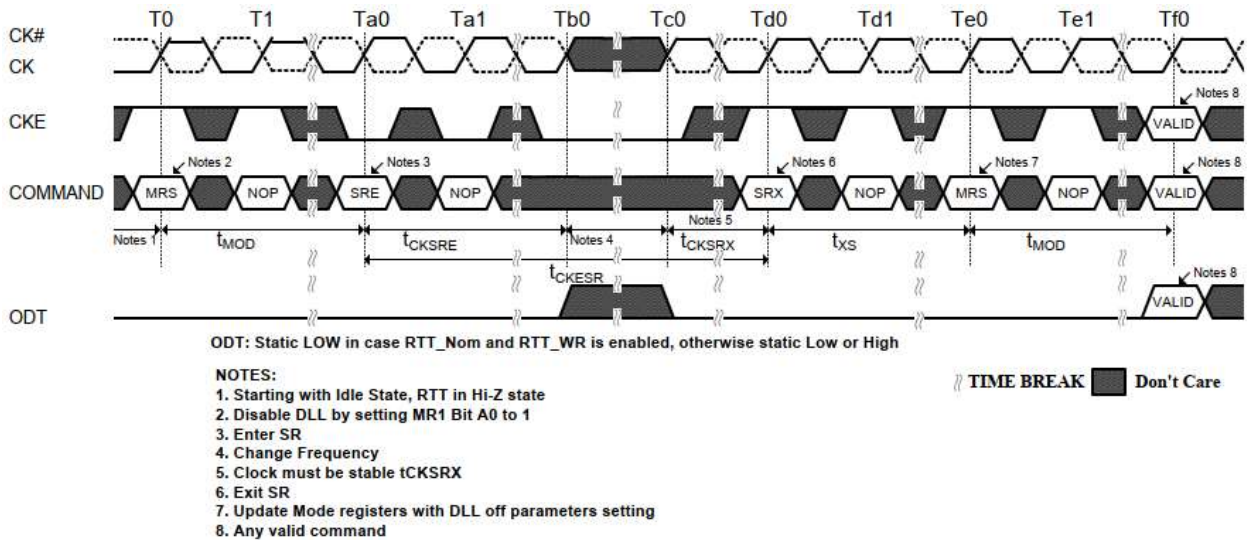 T0 T1 Ta0 Ta1 Tb0 Tc0 Td0 Td1 Te0 Te1 Tf0
CK#
CK
Notes 8
CKE VALID
Notes 2 Notes 3 Notes 6 Notes 7 Notes 8
COMMAND MRS NOP SRE NOP SRX NOP MRS NOP VALID
Notes 1 tMOD tCKSRE Notes 4 Notes 5 tCKSRX tXS tMOD
tCKESR
Notes 8
ODT VALID
ODT: Static LOW in case RTT_Nom and RTT_WR is enabled, otherwise static Low or High
NOTES:
1. Starting with Idle State, RTT in Hi-Z state
2. Disable DLL by setting MR1 Bit A0 to 1
3. Enter SR
4. Change Frequency
5. Clock must be stable tCKSRX
6. Exit SR
7. Update Mode registers with DLL off parameters setting
8. Any valid command
TIME BREAK Don't Care